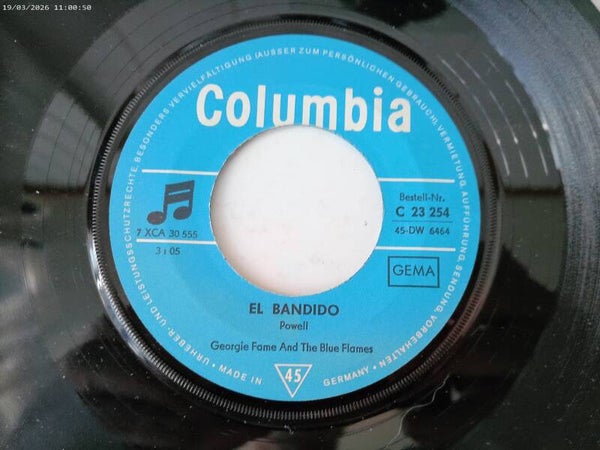 19/03/2026 11:00:50
URHEBER- UND LEISTUNGSSCHUTZRECHTE, BESONDERS VERVIELFÄLTIGUNG (AUSSER ZUM PERSÖNLICHEN GEBRAUCH), VERMIETUNG, AUFFÜHRUNG, SENDUNG, VORBEHALTEN
Columbia
Bestell-Nr.
C 23 254
7 XCA 30 555
45-DW 6464
3 : 05
GEMA
EL BANDIDO
Powell
Georgie Fame And The Blue Flames
• MADE IN
45
GERMANY •